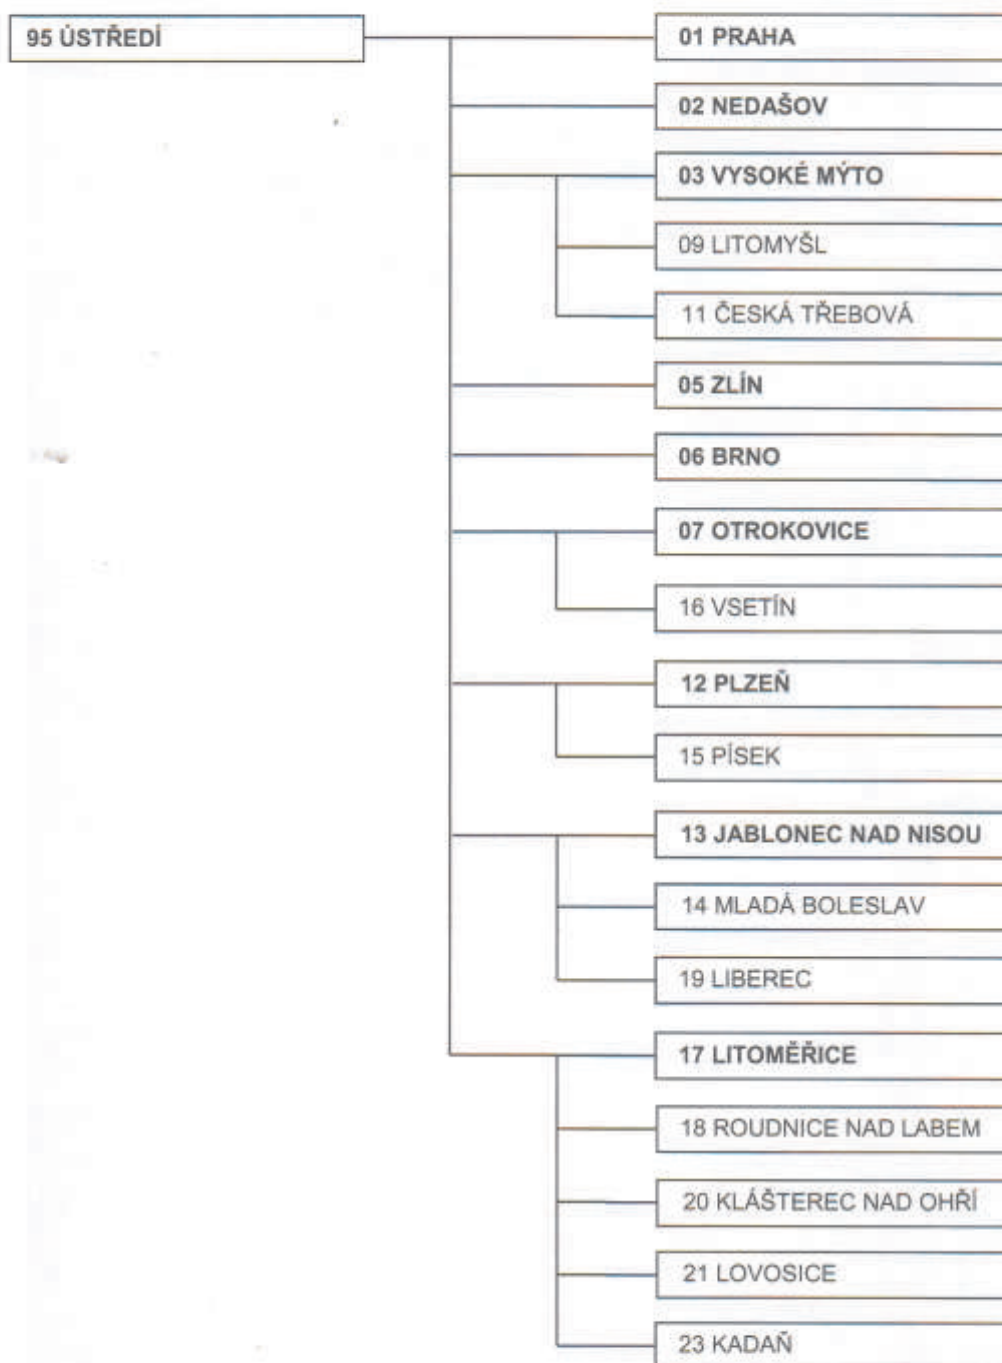 95 ÚSTŘEDÍ
01 PRAHA
02 NEDAŠOV
03 VYSOKÉ MÝTO
09 LITOMYŠL
11 ČESKÁ TŘEBOVÁ
05 ZLÍN
06 BRNO
07 OTROKOVICE
16 VSETÍN
12 PLZEŇ
15 PÍSEK
13 JABLONEC NAD NISOU
14 MLADÁ BOLESLAV
19 LIBEREC
17 LITOMĚŘICE
18 ROUDNICE NAD LABEM
20 KLÁŠTEREC NAD OHŘÍ
21 LOVOSICE
23 KADAŇ